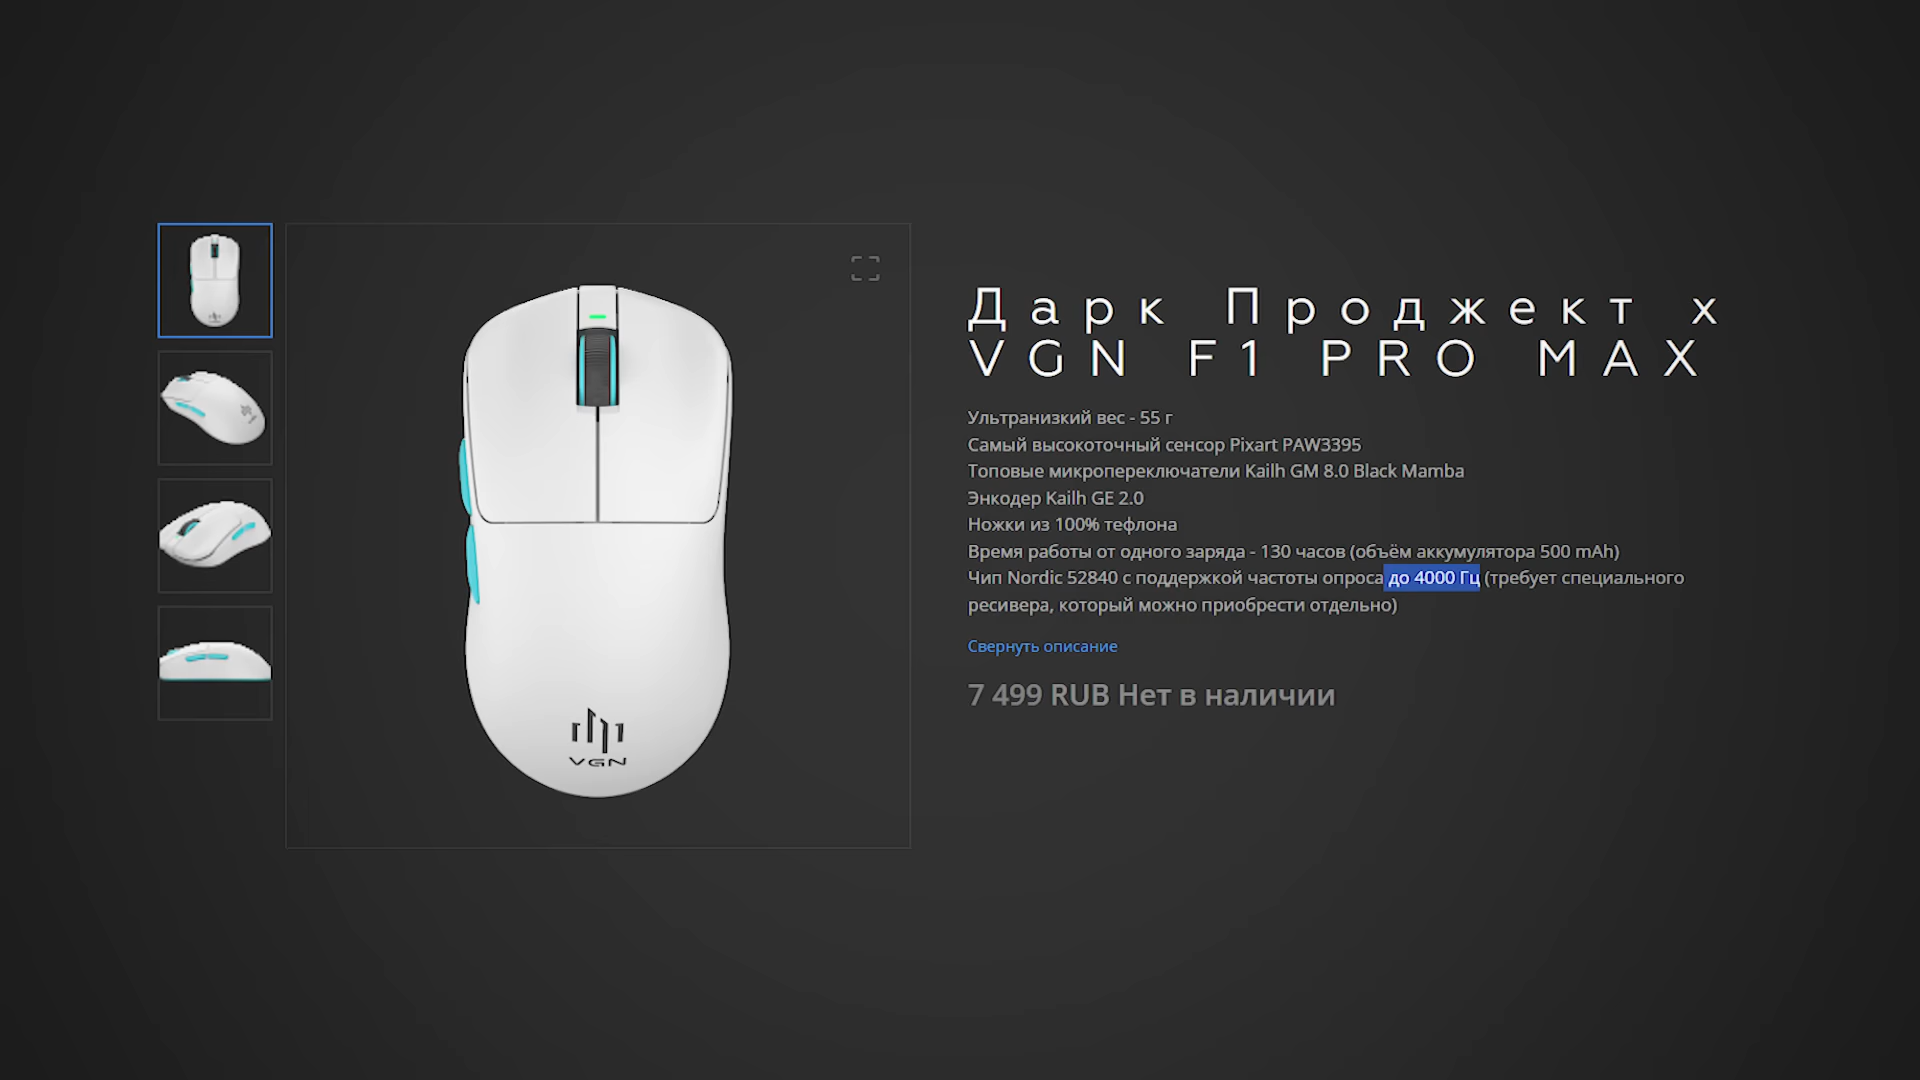 VGN
Дарк Проджект x
VGN F1 PRO MAX
Ультранизкий вес - 55 г
Самый высокоточный сенсор Pixart PAW3395
Топовые микропереключатели Kailh GM 8.0 Black Mamba
Энкодер Kailh GE 2.0
Ножки из 100% тефлона
Время работы от одного заряда - 130 часов (объём аккумулятора 500 mAh)
Чип Nordic 52840 с поддержкой частоты опроса до 4000 Гц (требует специального
ресивера, который можно приобрести отдельно)
Свернуть описание
7 499 RUB Нет в наличии